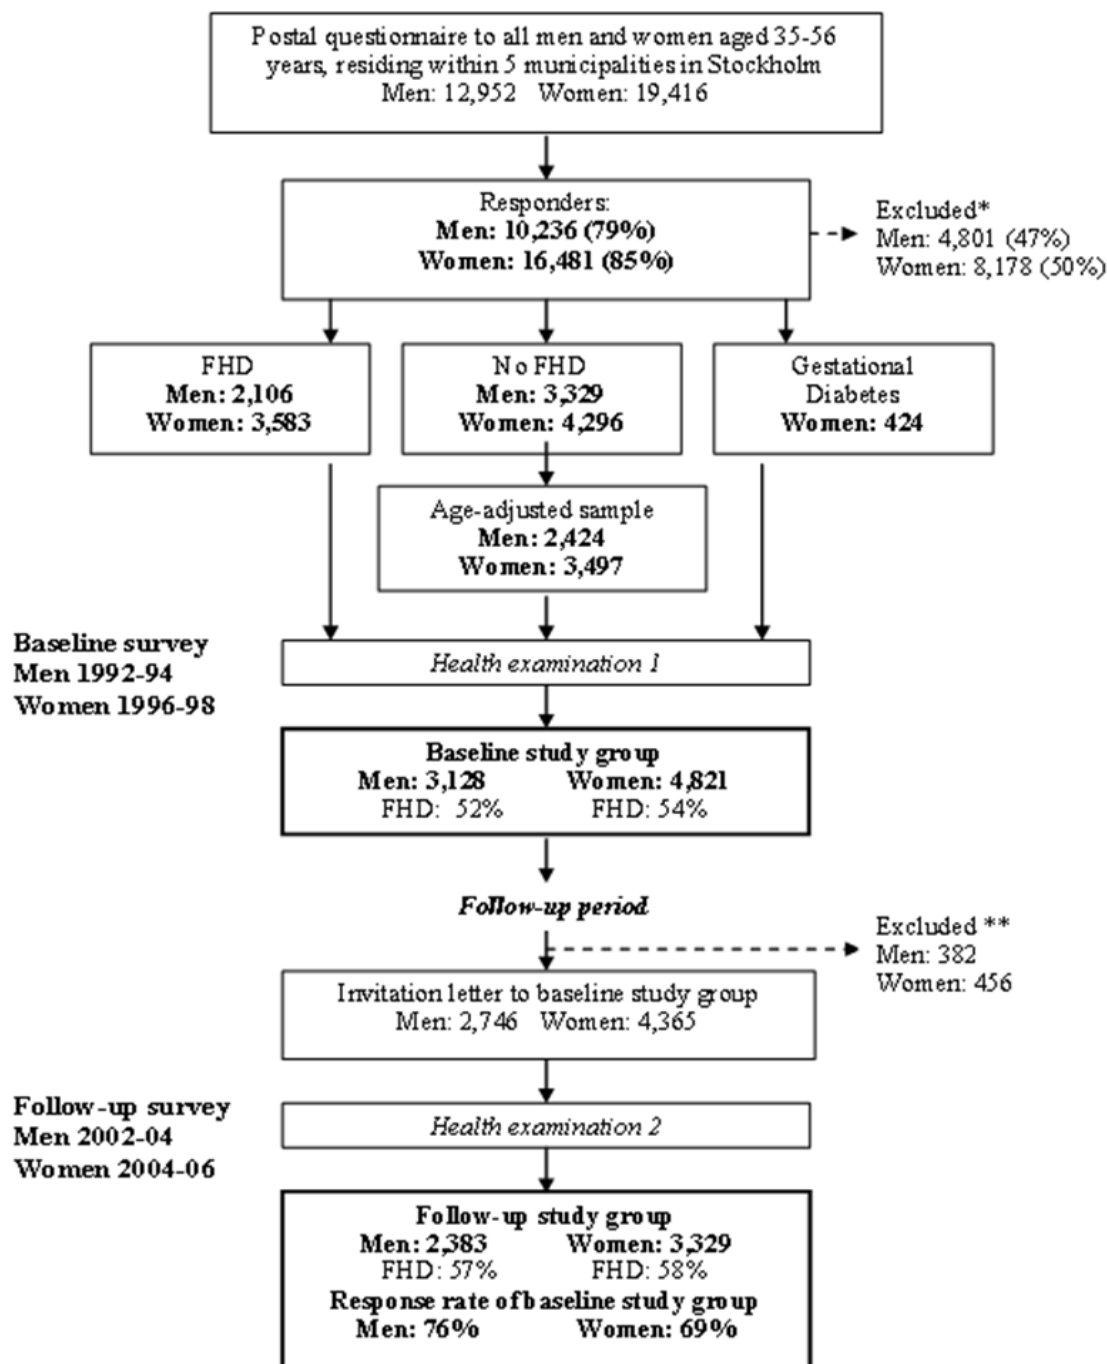 Postal questionnaire to all men and women aged 35-56
years, residing within 5 municipalities in Stockholm
Men: 12,952 Women: 19,416
Responders:
Men: 10,236 (79%)
Women: 16,481 (85%)
Excluded*
Men: 4,801 (47%)
Women: 8,178 (50%)
FHD
Men: 2,106
Women: 3,583
No FHD
Men: 3,329
Women: 4,296
Gestational
Diabetes
Women: 424
Age-adjusted sample
Men: 2,424
Women: 3,497
Baseline survey
Men 1992-94
Women 1996-98
Health examination 1
Baseline study group
Men: 3,128 Women: 4,821
FHD: 52% FHD: 54%
Follow-up period
Excluded **
Men: 382
Women: 456
Invitation letter to baseline study group
Men: 2,746 Women: 4,365
Follow-up survey
Men 2002-04
Women 2004-06
Health examination 2
Follow-up study group
Men: 2,383 Women: 3,329
FHD: 57% FHD: 58%
Response rate of baseline study group
Men: 76% Women: 69%